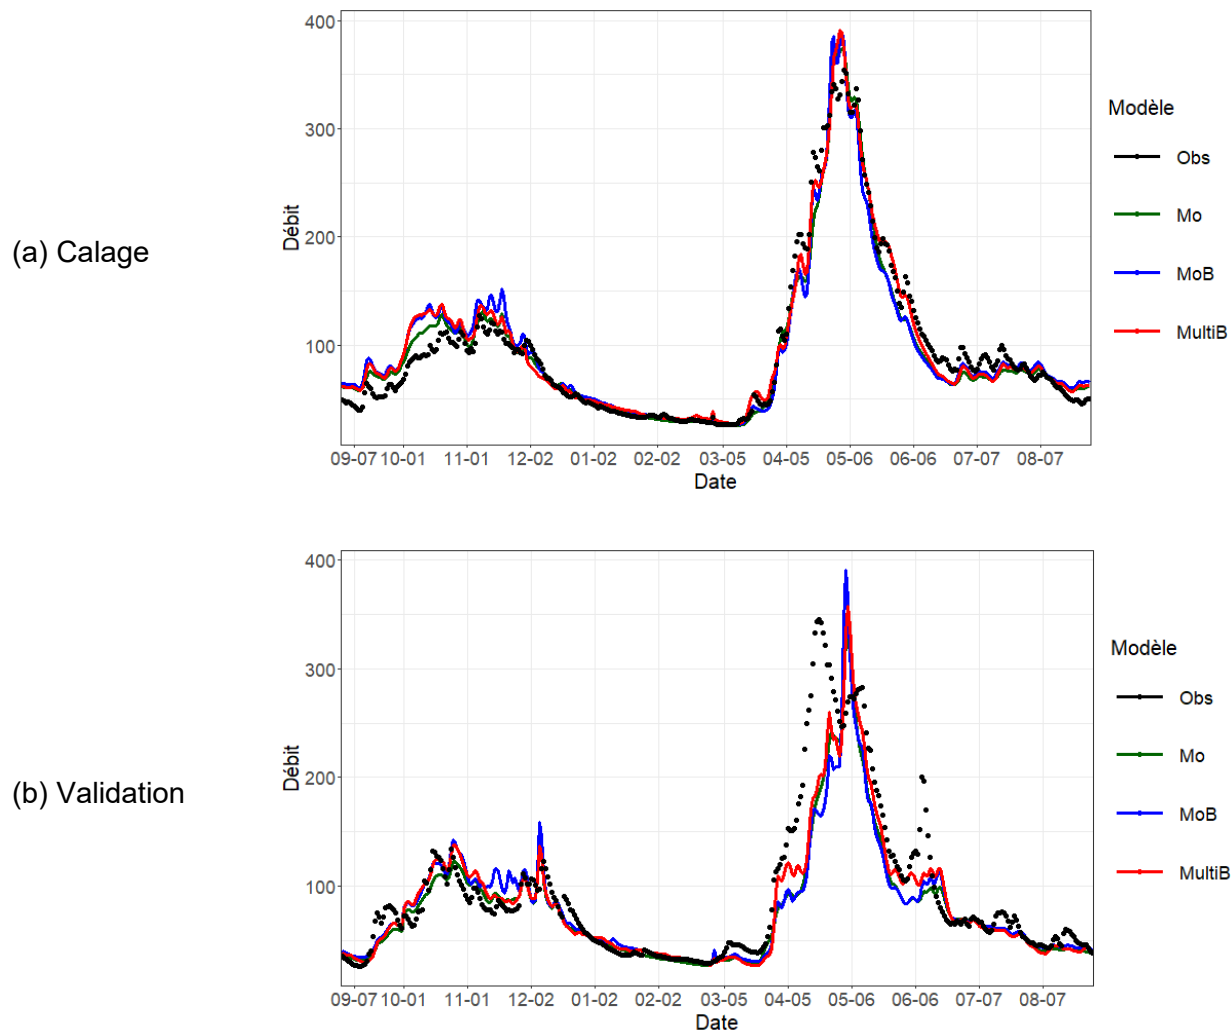 (a) Calage
Débit
400
300
200
100
09-07 10-01 11-01 12-02 01-02 02-02 03-05 04-05 05-06 06-06 07-07 08-07
Date
Modèle
Obs
Mo
MoB
MultiB
(b) Validation
Débit
400
300
200
100
09-07 10-01 11-01 12-02 01-02 02-02 03-05 04-05 05-06 06-06 07-07 08-07
Date
Modèle
Obs
Mo
MoB
MultiB